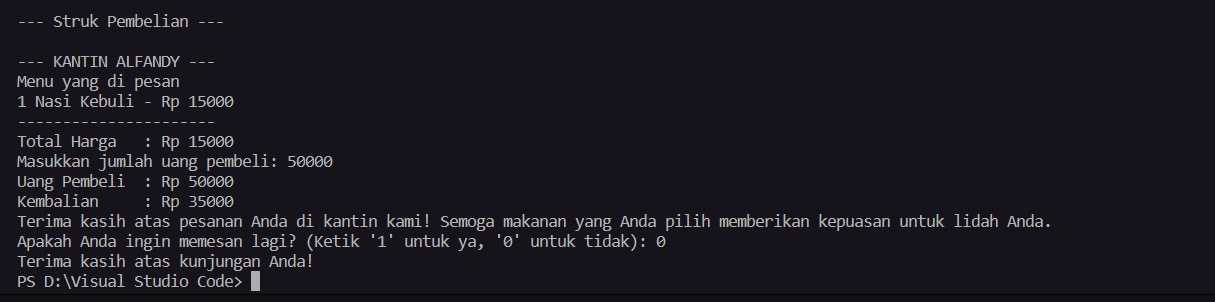 --- Struk Pembelian ---
--- KANTIN ALFANDY ---
Menu yang di pesan
1 Nasi Kebuli - Rp 15000
----------------------
Total Harga   : Rp 15000
Masukkan jumlah uang pembeli: 50000
Uang Pembeli  : Rp 50000
Kembalian     : Rp 35000
Terima kasih atas pesanan Anda di kantin kami! Semoga makanan yang Anda pilih memberikan kepuasan untuk lidah Anda.
Apakah Anda ingin memesan lagi? (Ketik '1' untuk ya, '0' untuk tidak): 0
Terima kasih atas kunjungan Anda!
PS D:\Visual Studio Code>